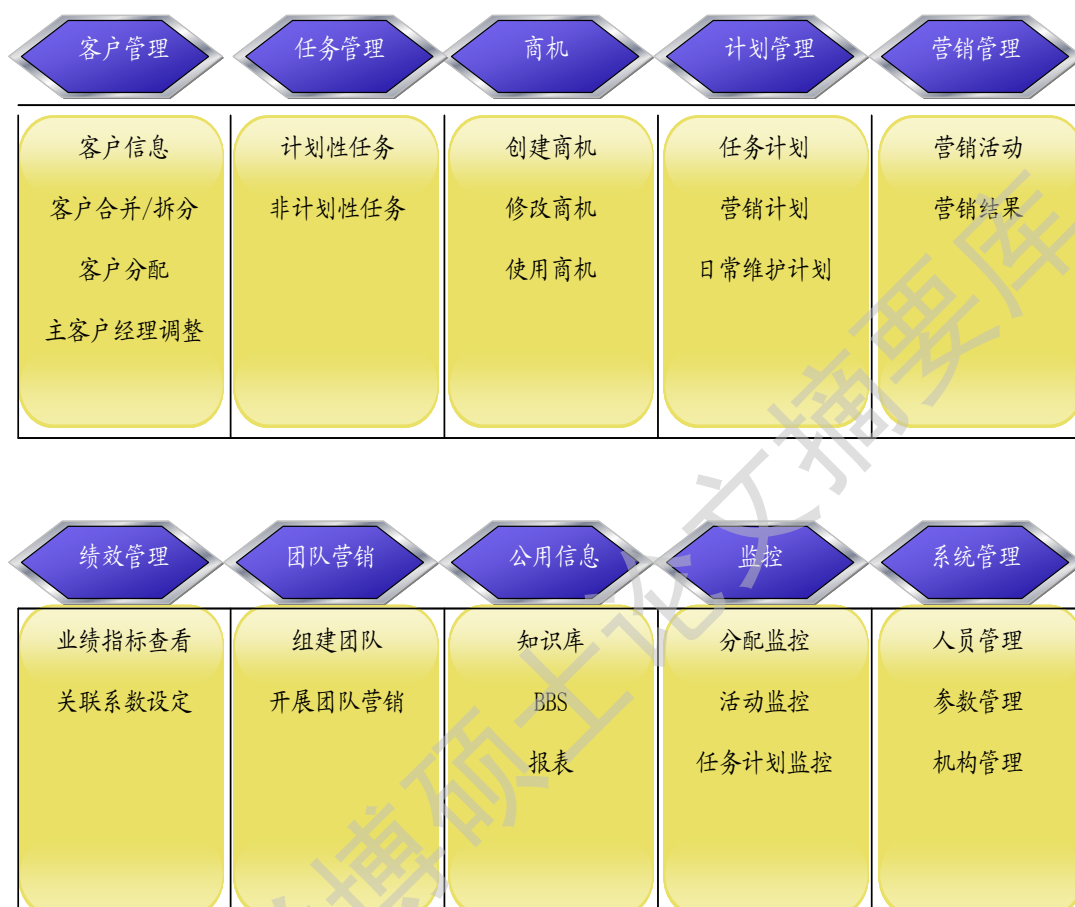 客户管理 任务管理 商机 计划管理 营销管理
客户信息 计划性任务 创建商机 任务计划 营销活动
客户合并/拆分 非计划性任务 修改商机 营销计划 营销结果
客户分配 使用商机 日常维护计划
主客户经理调整
绩效管理 团队营销 公用信息 监控 系统管理
业绩指标查看 组建团队 知识库 分配监控 人员管理
关联系数设定 开展团队营销 BBS 活动监控 参数管理
报表 任务计划监控 机构管理
博硕士论文摘要库